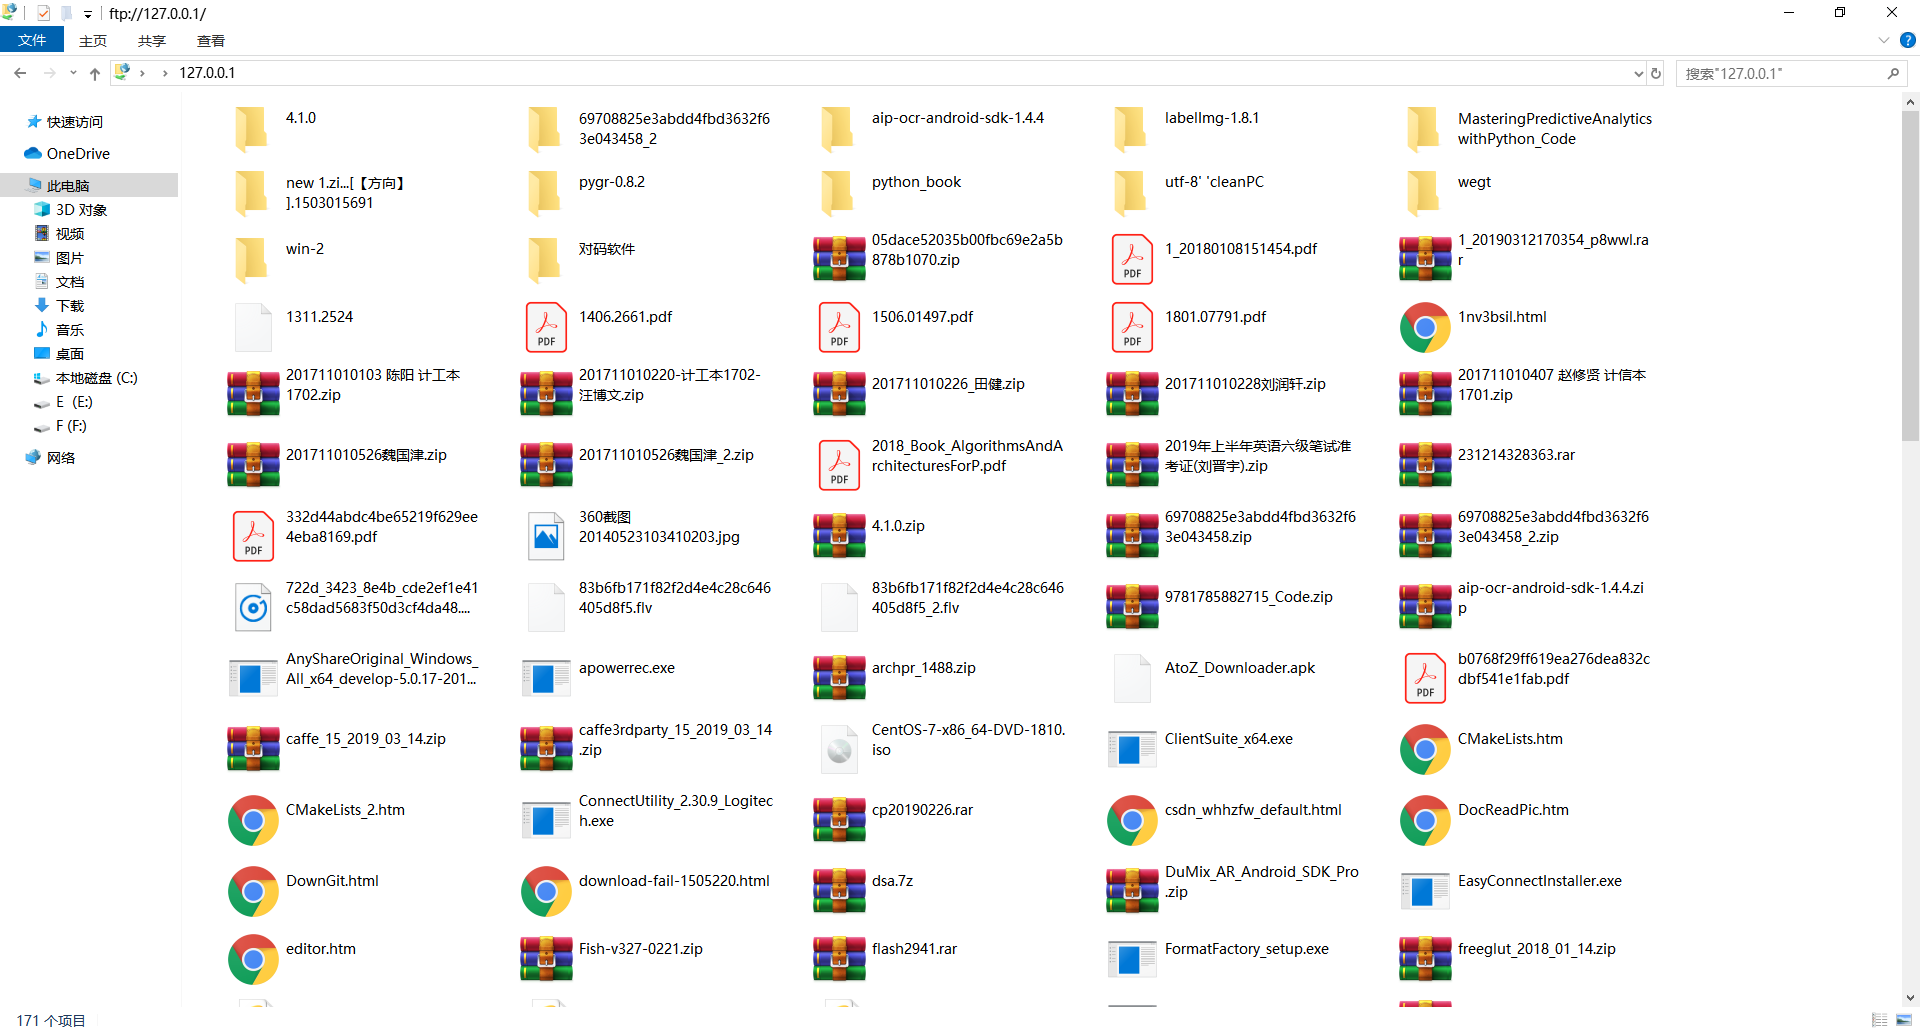 ftp://127.0.0.1/
文件 主页 共享 查看
127.0.0.1
搜索"127.0.0.1"
快速访问
OneDrive
此电脑
3D 对象
视频
图片
文档
下载
音乐
桌面
本地磁盘 (C:)
E (E:)
F (F:)
网络
4.1.0
69708825e3abdd4fbd3632f6
3e043458_2
aip-ocr-android-sdk-1.4.4
labelImg-1.8.1
MasteringPredictiveAnalytics
withPython_Code
new 1.zi...[【方向】
].1503015691
pygr-0.8.2
python_book
utf-8' 'cleanPC
wegt
win-2
对码软件
05dace52035b00fbc69e2a5b
878b1070.zip
1_20180108151454.pdf
1_20190312170354_p8wwl.ra
r
1311.2524
1406.2661.pdf
1506.01497.pdf
1801.07791.pdf
1nv3bsil.html
201711010103 陈阳 计工本
1702.zip
201711010220-计工本1702-
汪博文.zip
201711010226_田健.zip
201711010228刘润轩.zip
201711010407 赵修贤 计信本
1701.zip
201711010526魏国津.zip
201711010526魏国津_2.zip
2018_Book_AlgorithmsAndA
rchitecturesForP.pdf
2019年上半年英语六级笔试准
考证(刘晋宇).zip
231214328363.rar
332d44abdc4be65219f629ee
4eba8169.pdf
360截图
20140523103410203.jpg
4.1.0.zip
69708825e3abdd4fbd3632f6
3e043458.zip
69708825e3abdd4fbd3632f6
3e043458_2.zip
722d_3423_8e4b_cde2ef1e41
c58dad5683f50d3cf4da48....
83b6fb171f82f2d4e4c28c646
405d8f5.flv
83b6fb171f82f2d4e4c28c646
405d8f5_2.flv
9781785882715_Code.zip
aip-ocr-android-sdk-1.4.4.zi
p
AnyShareOriginal_Windows_
All_x64_develop-5.0.17-201...
apowerrec.exe
archpr_1488.zip
AtoZ_Downloader.apk
b0768f29ff619ea276dea832c
dbf541e1fab.pdf
caffe_15_2019_03_14.zip
caffe3rdparty_15_2019_03_14
.zip
CentOS-7-x86_64-DVD-1810.
iso
ClientSuite_x64.exe
CMakeLists.htm
CMakeLists_2.htm
ConnectUtility_2.30.9_Logitec
h.exe
cp20190226.rar
csdn_whhzfw_default.html
DocReadPic.htm
DownGit.html
download-fail-1505220.html
dsa.7z
DuMix_AR_Android_SDK_Pro
.zip
EasyConnectInstaller.exe
editor.htm
Fish-v327-0221.zip
flash2941.rar
FormatFactory_setup.exe
freeglut_2018_01_14.zip
171 个项目